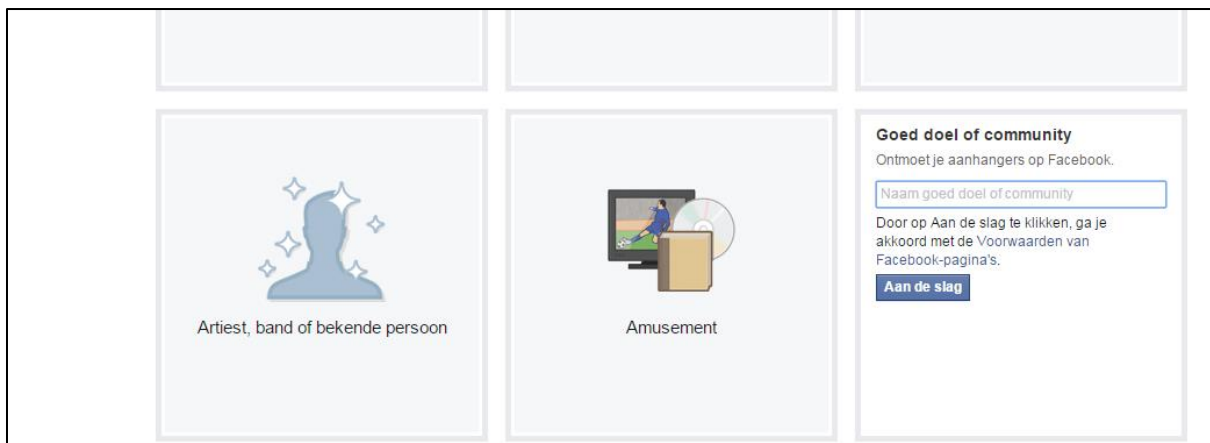 Artiest, band of bekende persoon
Amusement
Goed doel of community
Ontmoet je aanhangers op Facebook.
Naam goed doel of community
Door op Aan de slag te klikken, ga je
akkoord met de Voorwaarden van
Facebook-pagina's.
Aan de slag